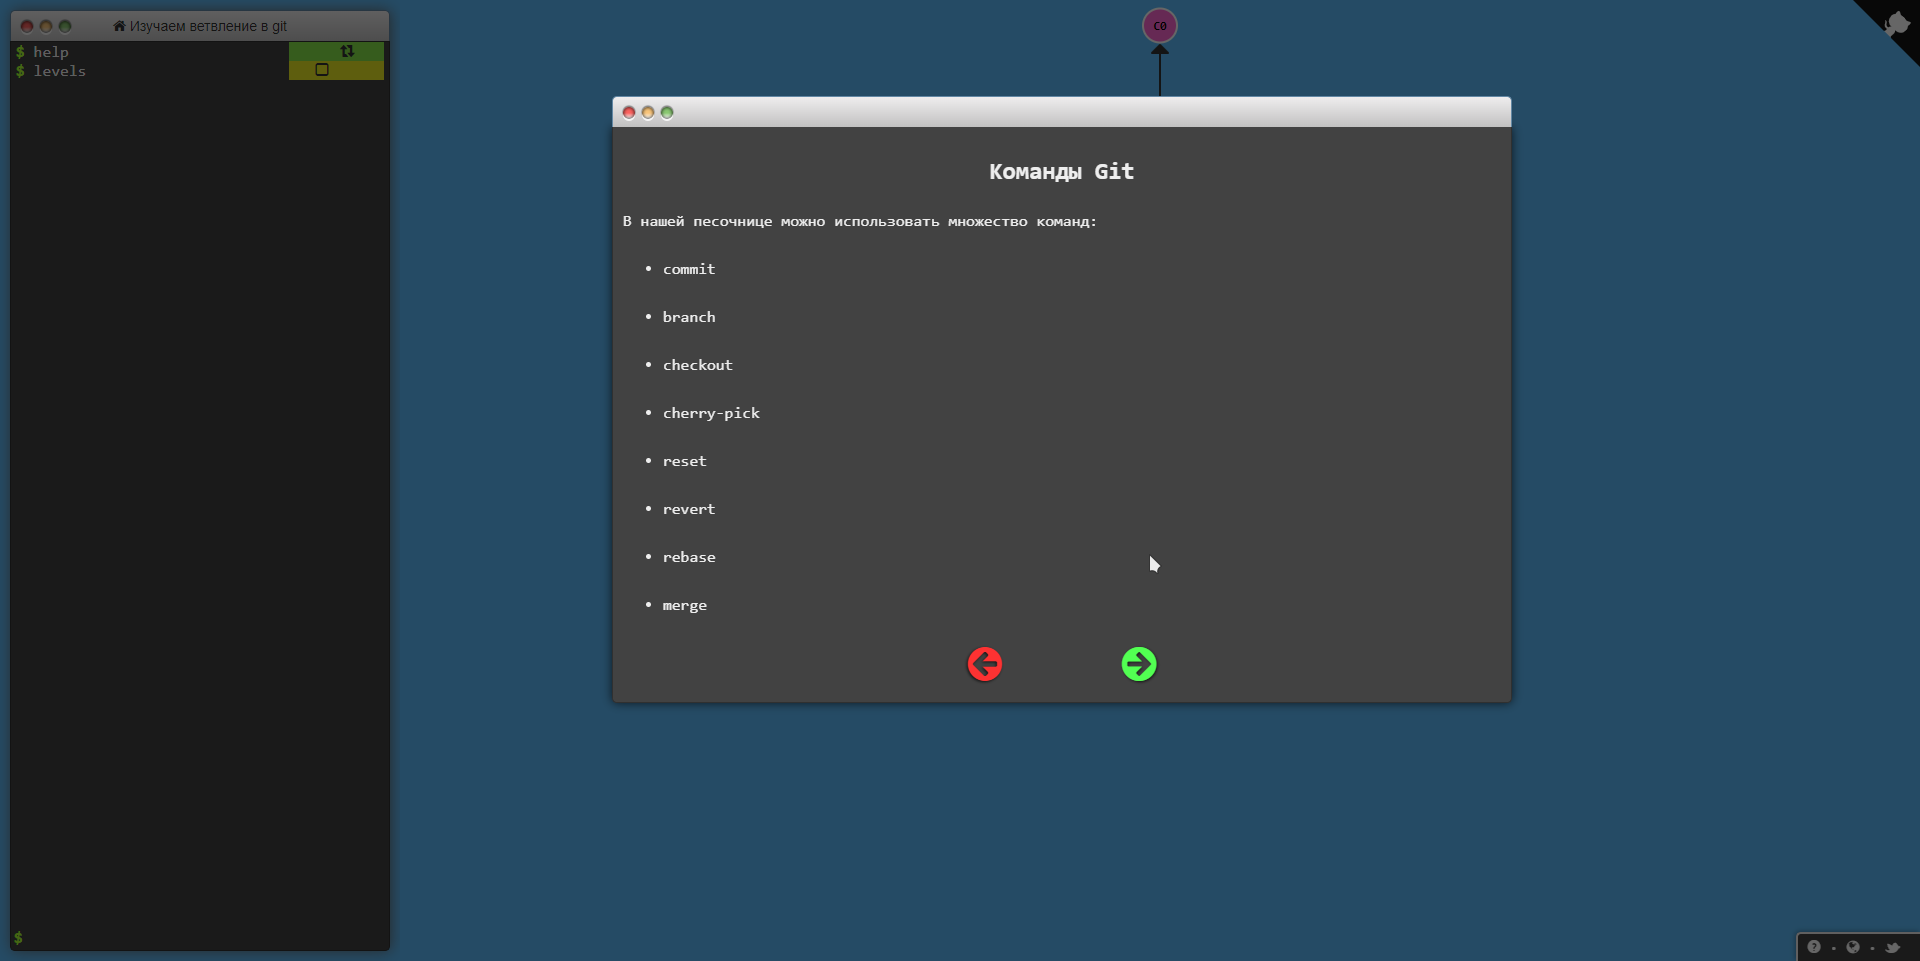 Изучаем ветвление в git
$ help
$ levels
$
C0
Команды Git
В нашей песочнице можно использовать множество команд:
• commit
• branch
• checkout
• cherry-pick
• reset
• revert
• rebase
• merge